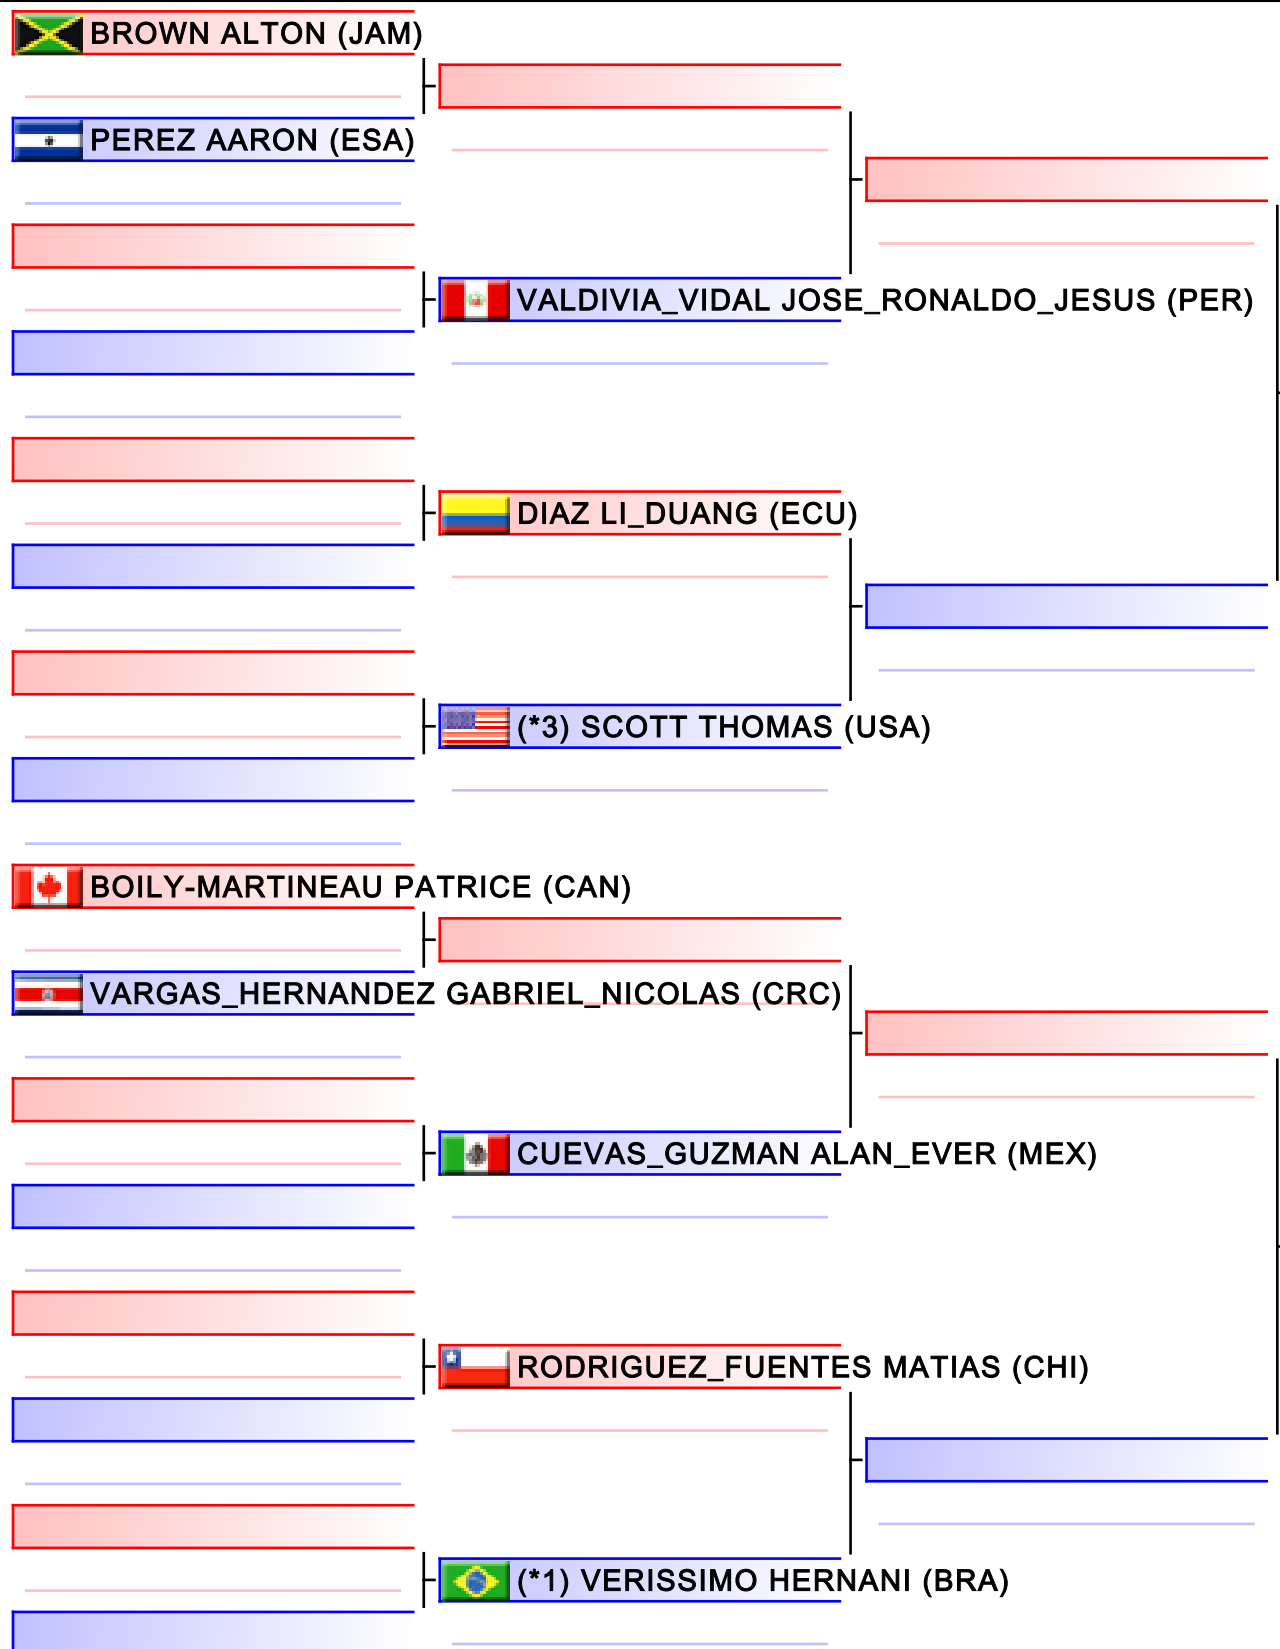 BROWN ALTON (JAM)
PEREZ AARON (ESA)
VALDIVIA_VIDAL JOSE_RONALDO_JESUS (PER)
DIAZ LI_DUANG (ECU)
(*3) SCOTT THOMAS (USA)
BOILY-MARTINEAU PATRICE (CAN)
VARGAS_HERNANDEZ GABRIEL_NICOLAS (CRC)
CUEVAS_GUZMAN ALAN_EVER (MEX)
RODRIGUEZ_FUENTES MATIAS (CHI)
(*1) VERISSIMO HERNANI (BRA)